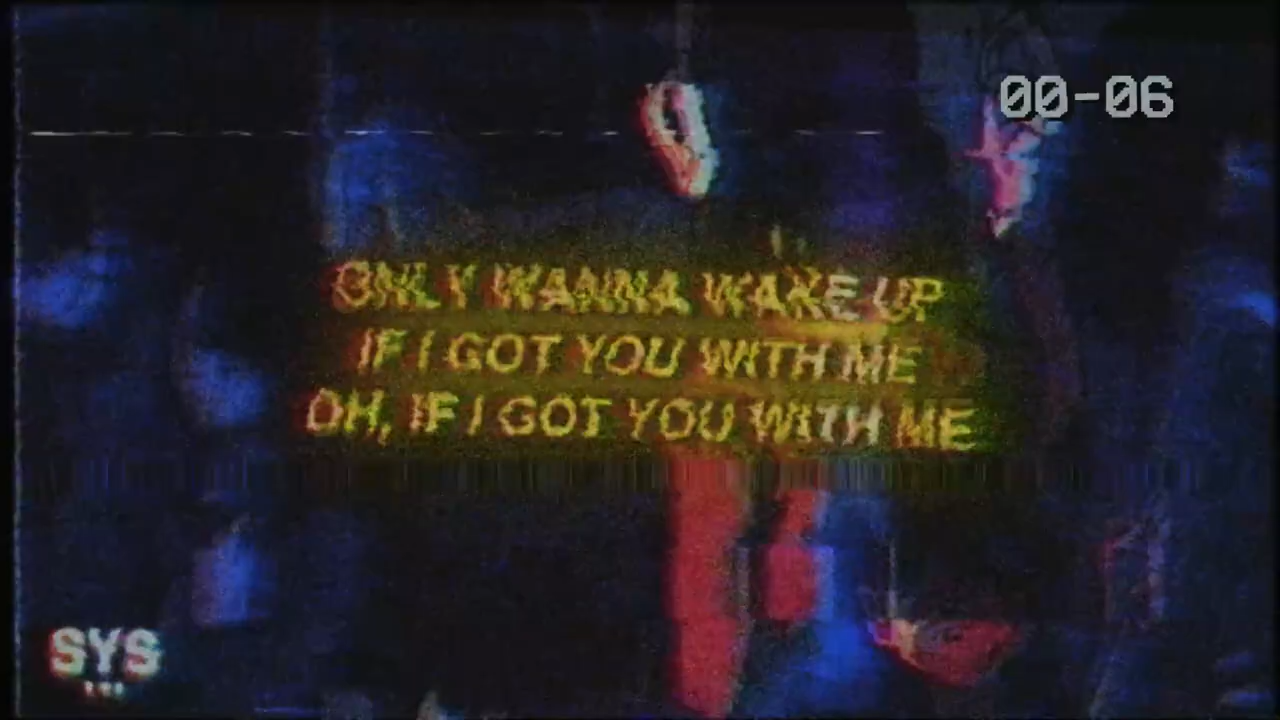 00-06
ONLY WANNA WAKE UP
IF I GOT YOU WITH ME
OH, IF I GOT YOU WITH ME
SYS